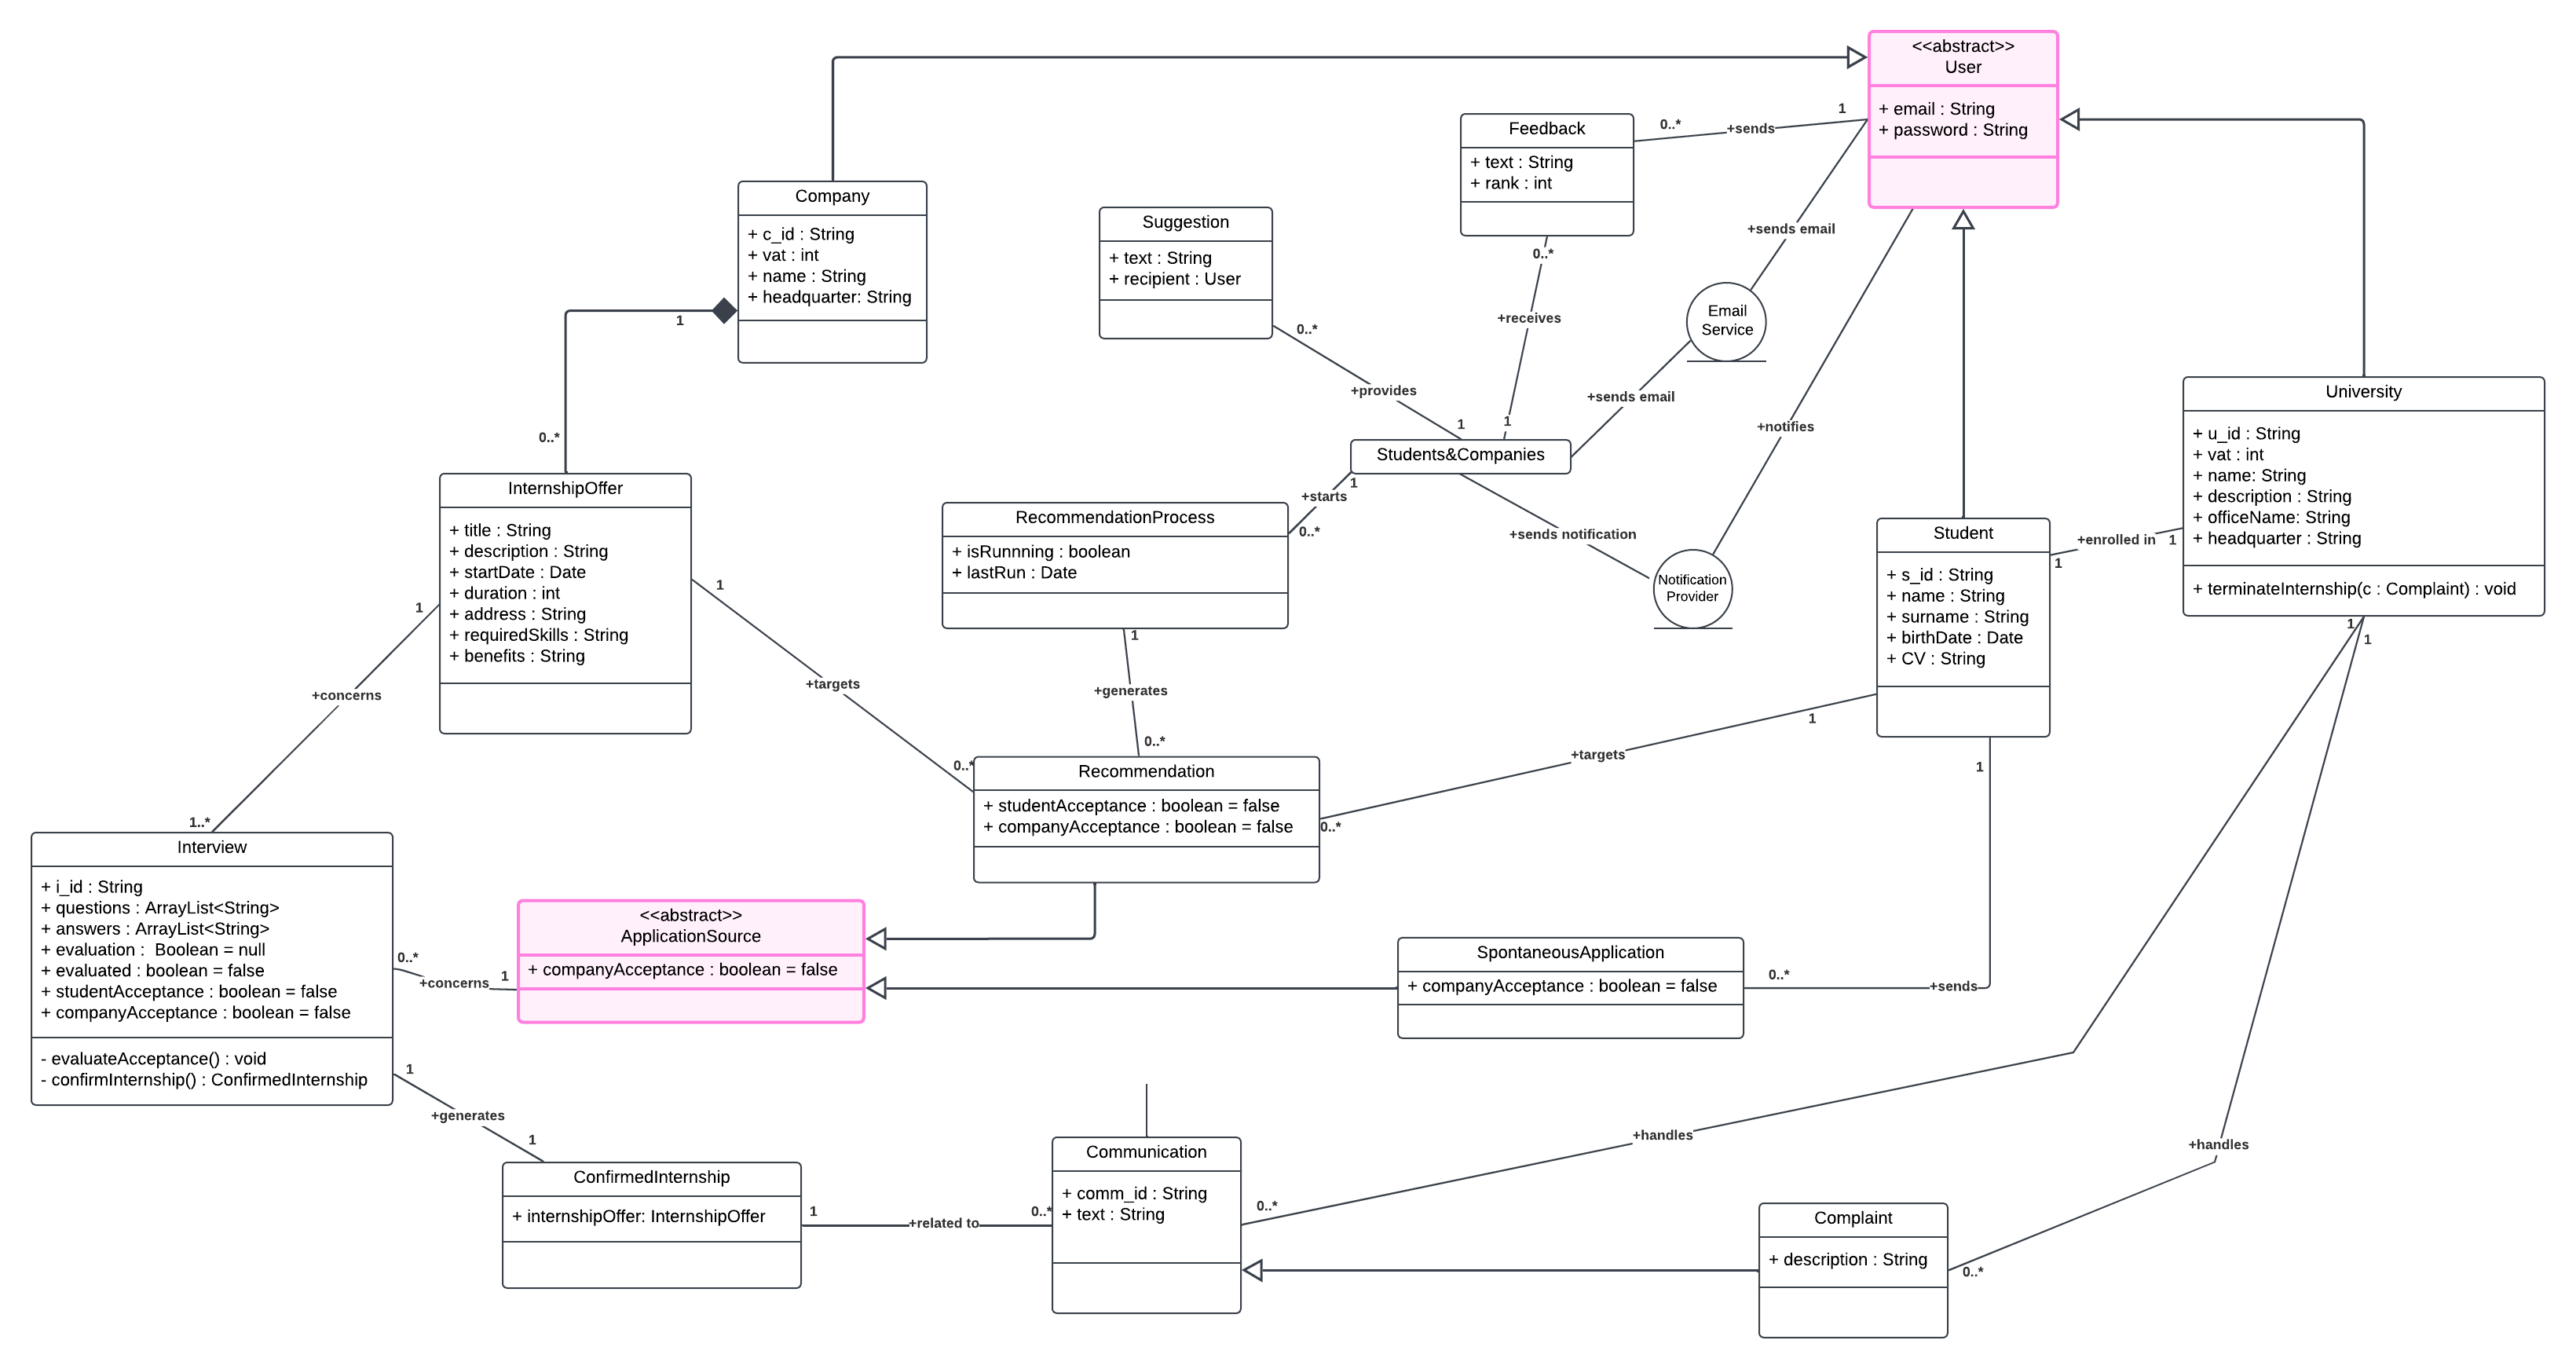 <<abstract>>
User
+ email : String
+ password : String
Company
+ c_id : String
+ vat : int
+ name : String
+ headquarter: String
1
0..*
Suggestion
+ text : String
+ recipient : User
0..*
+provides
1
Feedback
+ text : String
+ rank : int
0..*
+sends
1
0..*
+receives
1
+sends email
Email
Service
+sends email
+notifies
Students&Companies
1
+starts
0..*
+sends notification
Notification
Provider
InternshipOffer
+ title : String
+ description : String
+ startDate : Date
+ duration : int
+ address : String
+ requiredSkills : String
+ benefits : String
RecommendationProcess
+ isRunnning : boolean
+ lastRun : Date
1
+generates
0..*
University
+ u_id : String
+ vat : int
+ name: String
+ description : String
+ officeName: String
+ headquarter : String
+ terminateInternship(c : Complaint) : void
Student
+ s_id : String
+ name : String
+ surname : String
+ birthDate : Date
+ CV : String
1
+enrolled in
1
1
+concerns
1..*
1
+targets
0..*
Recommendation
+ studentAcceptance : boolean = false
+ companyAcceptance : boolean = false
0..*
+targets
1
Interview
+ i_id : String
+ questions : ArrayList<String>
+ answers : ArrayList<String>
+ evaluation :  Boolean = null
+ evaluated : boolean = false
+ studentAcceptance : boolean = false
+ companyAcceptance : boolean = false
- evaluateAcceptance() : void
- confirmInternship() : ConfirmedInternship
0..*
+concerns
1
<<abstract>>
ApplicationSource
+ companyAcceptance : boolean = false
SpontaneousApplication
+ companyAcceptance : boolean = false
0..*
+sends
1
1
+generates
1
ConfirmedInternship
+ internshipOffer: InternshipOffer
1
+related to
0..*
Communication
+ comm_id : String
+ text : String
0..*
+handles
1
Complaint
+ description : String
0..*
+handles
1